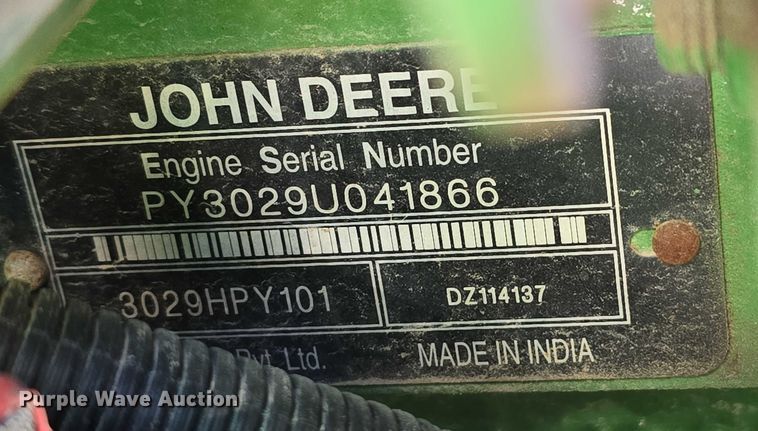 JOHN DEERE
Engine Serial Number
PY3029U041866
3029HPY101
DZ114137
Pvt. Ltd.
MADE IN INDIA
Purple Wave Auction